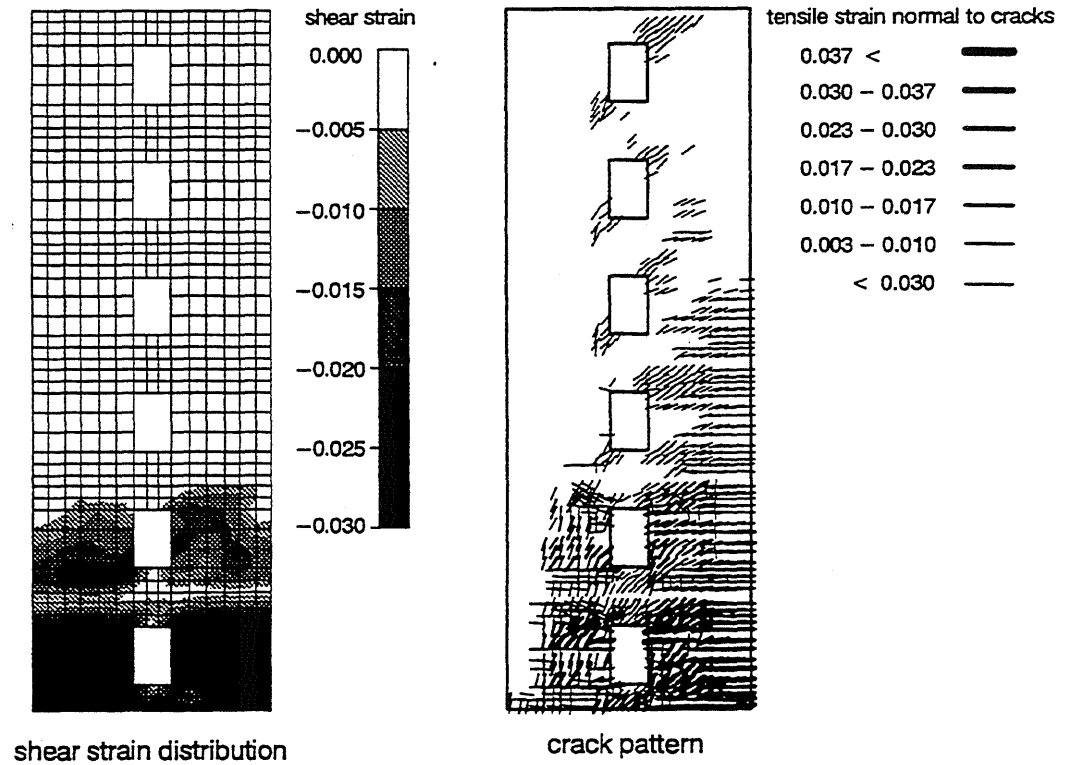 shear strain
0.000
−0.005
−0.010
−0.015
−0.020
−0.025
−0.030
shear strain distribution
tensile strain normal to cracks
0.037 <
0.030 − 0.037
0.023 − 0.030
0.017 − 0.023
0.010 − 0.017
0.003 − 0.010
< 0.030
crack pattern